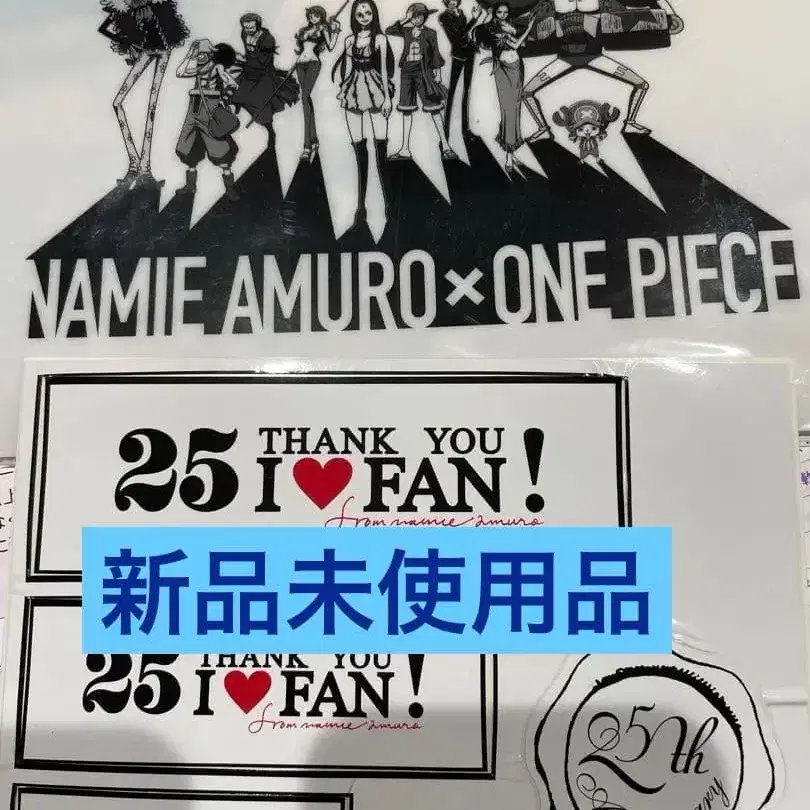 NAMIE AMURO × ONE PIECE
25 THANK YOU
I ♥ FAN!
from namie amuro
新品未使用品
25 THANK YOU
I ♥ FAN!
from namie amuro
25th